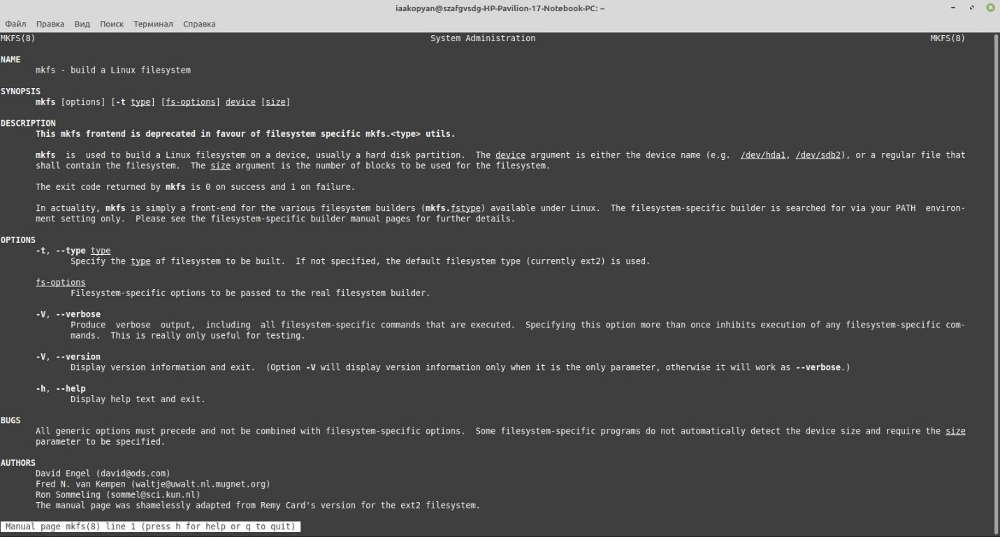 iaakopyan@szafgvsdg-HP-Pavilion-17-Notebook-PC: ~
Файл Правка Вид Поиск Терминал Справка
MKFS(8) System Administration MKFS(8)
NAME
mkfs - build a Linux filesystem
SYNOPSIS
mkfs [options] [-t type] [fs-options] device [size]
DESCRIPTION
This mkfs frontend is deprecated in favour of filesystem specific mkfs.<type> utils.
mkfs is used to build a Linux filesystem on a device, usually a hard disk partition. The device argument is either the device name (e.g. /dev/hda1, /dev/sdb2), or a regular file that
shall contain the filesystem. The size argument is the number of blocks to be used for the filesystem.
The exit code returned by mkfs is 0 on success and 1 on failure.
In actuality, mkfs is simply a front-end for the various filesystem builders (mkfs.fstype) available under Linux. The filesystem-specific builder is searched for via your PATH environ-
ment setting only. Please see the filesystem-specific builder manual pages for further details.
OPTIONS
-t, --type type
Specify the type of filesystem to be built. If not specified, the default filesystem type (currently ext2) is used.
fs-options
Filesystem-specific options to be passed to the real filesystem builder.
-V, --verbose
Produce verbose output, including all filesystem-specific commands that are executed. Specifying this option more than once inhibits execution of any filesystem-specific com-
mands. This is really only useful for testing.
-V, --version
Display version information and exit. (Option -V will display version information only when it is the only parameter, otherwise it will work as --verbose.)
-h, --help
Display help text and exit.
BUGS
All generic options must precede and not be combined with filesystem-specific options. Some filesystem-specific programs do not automatically detect the device size and require the size
parameter to be specified.
AUTHORS
David Engel (david@ods.com)
Fred N. van Kempen (waltje@uwalt.nl.mugnet.org)
Ron Sommeling (sommel@sci.kun.nl)
The manual page was shamelessly adapted from Remy Card's version for the ext2 filesystem.
Manual page mkfs(8) line 1 (press h for help or q to quit)